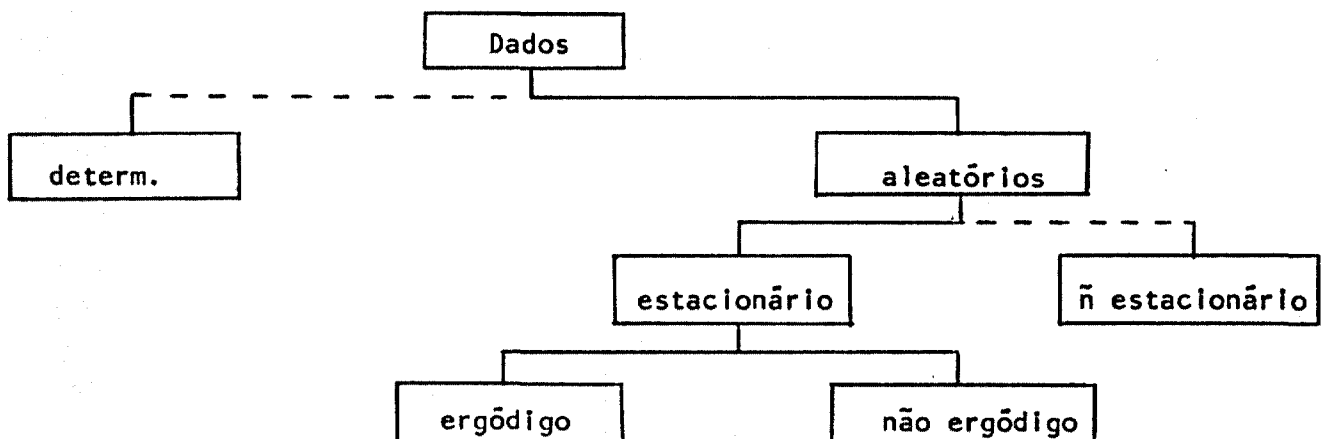 Dados
determ.
aleatórios
estacionário
ñ estacionário
ergódigo
não ergódigo